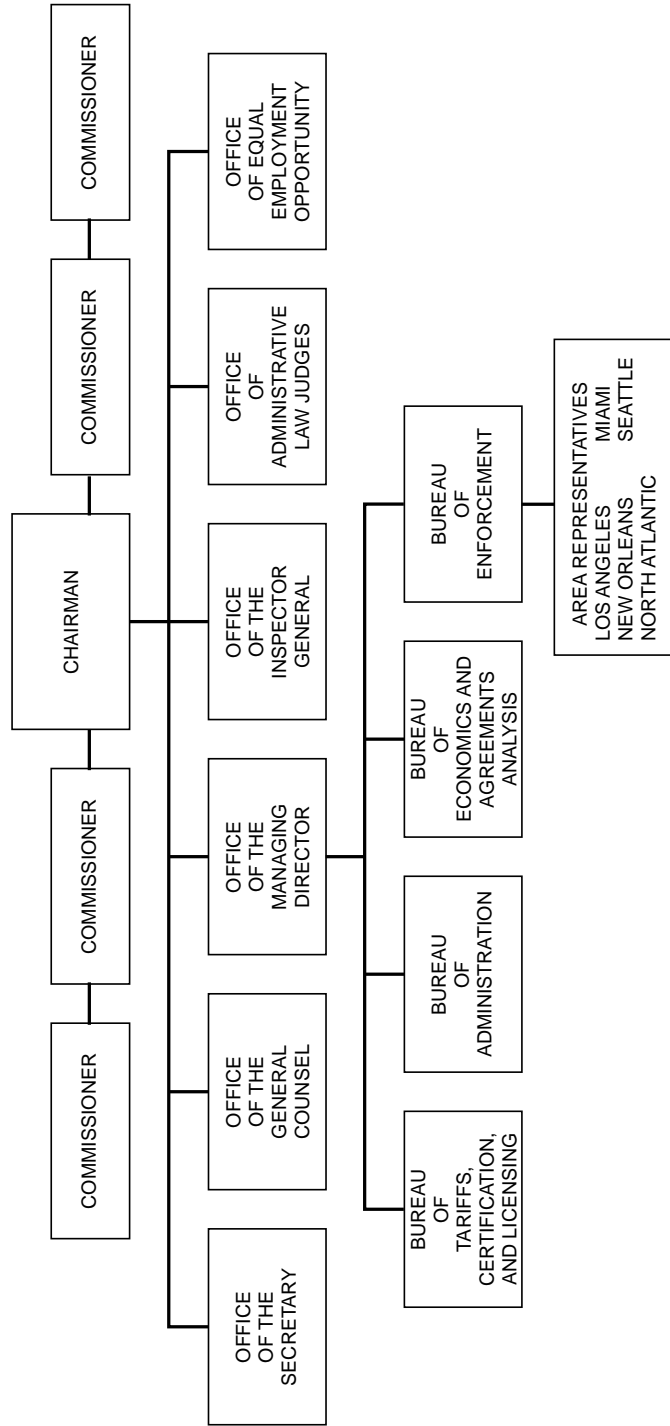 COMMISSIONER
COMMISSIONER
CHAIRMAN
COMMISSIONER
COMMISSIONER
OFFICE
OF THE
SECRETARY
OFFICE
OF THE
GENERAL
COUNSEL
OFFICE
OF THE
MANAGING
DIRECTOR
OFFICE
OF THE
INSPECTOR
GENERAL
OFFICE
OF
ADMINISTRATIVE
LAW JUDGES
OFFICE
OF EQUAL
EMPLOYMENT
OPPORTUNITY
BUREAU
OF
TARIFFS,
CERTIFICATION,
AND LICENSING
BUREAU
OF
ADMINISTRATION
BUREAU
OF
ECONOMICS AND
AGREEMENTS
ANALYSIS
BUREAU
OF
ENFORCEMENT
AREA REPRESENTATIVES
LOS ANGELES MIAMI
NEW ORLEANS SEATTLE
NORTH ATLANTIC